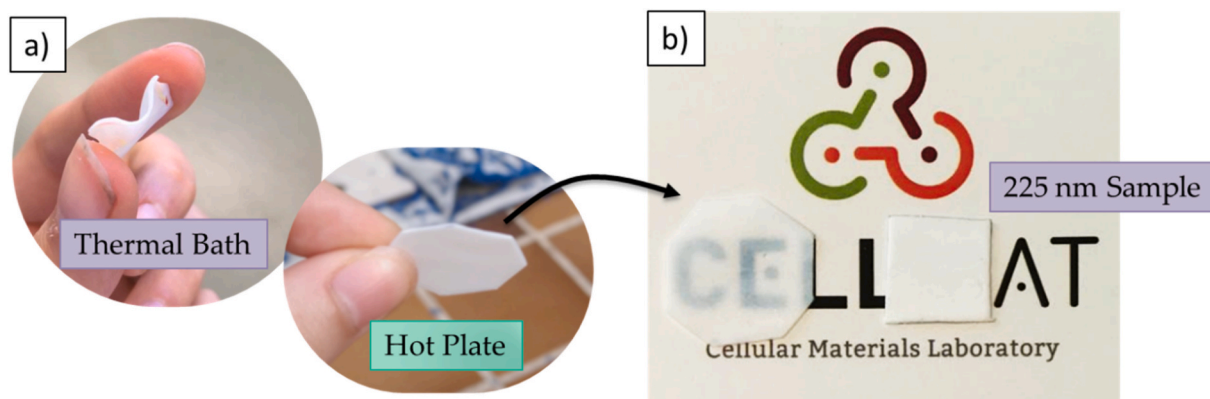 a)
Thermal Bath
Hot Plate
b)
225 nm Sample
CELL AT
Cellular Materials Laboratory